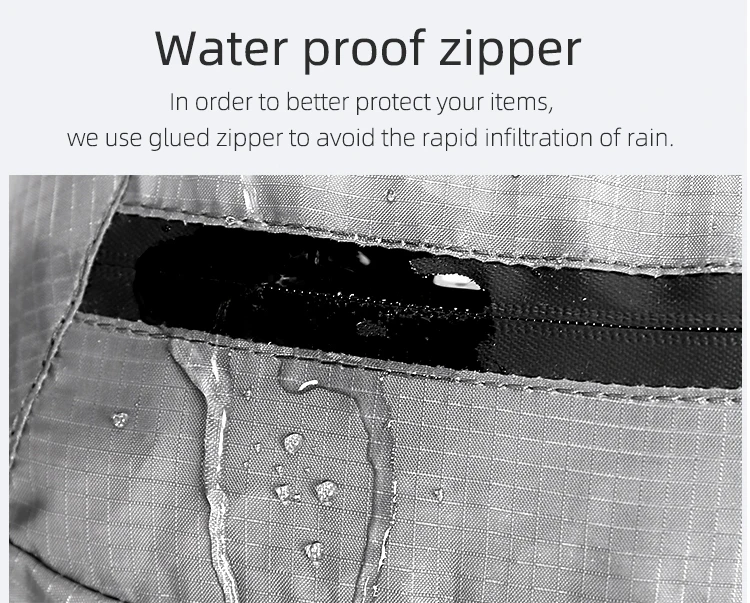 Water proof zipper
In order to better protect your items,
we use glued zipper to avoid the rapid infiltration of rain.